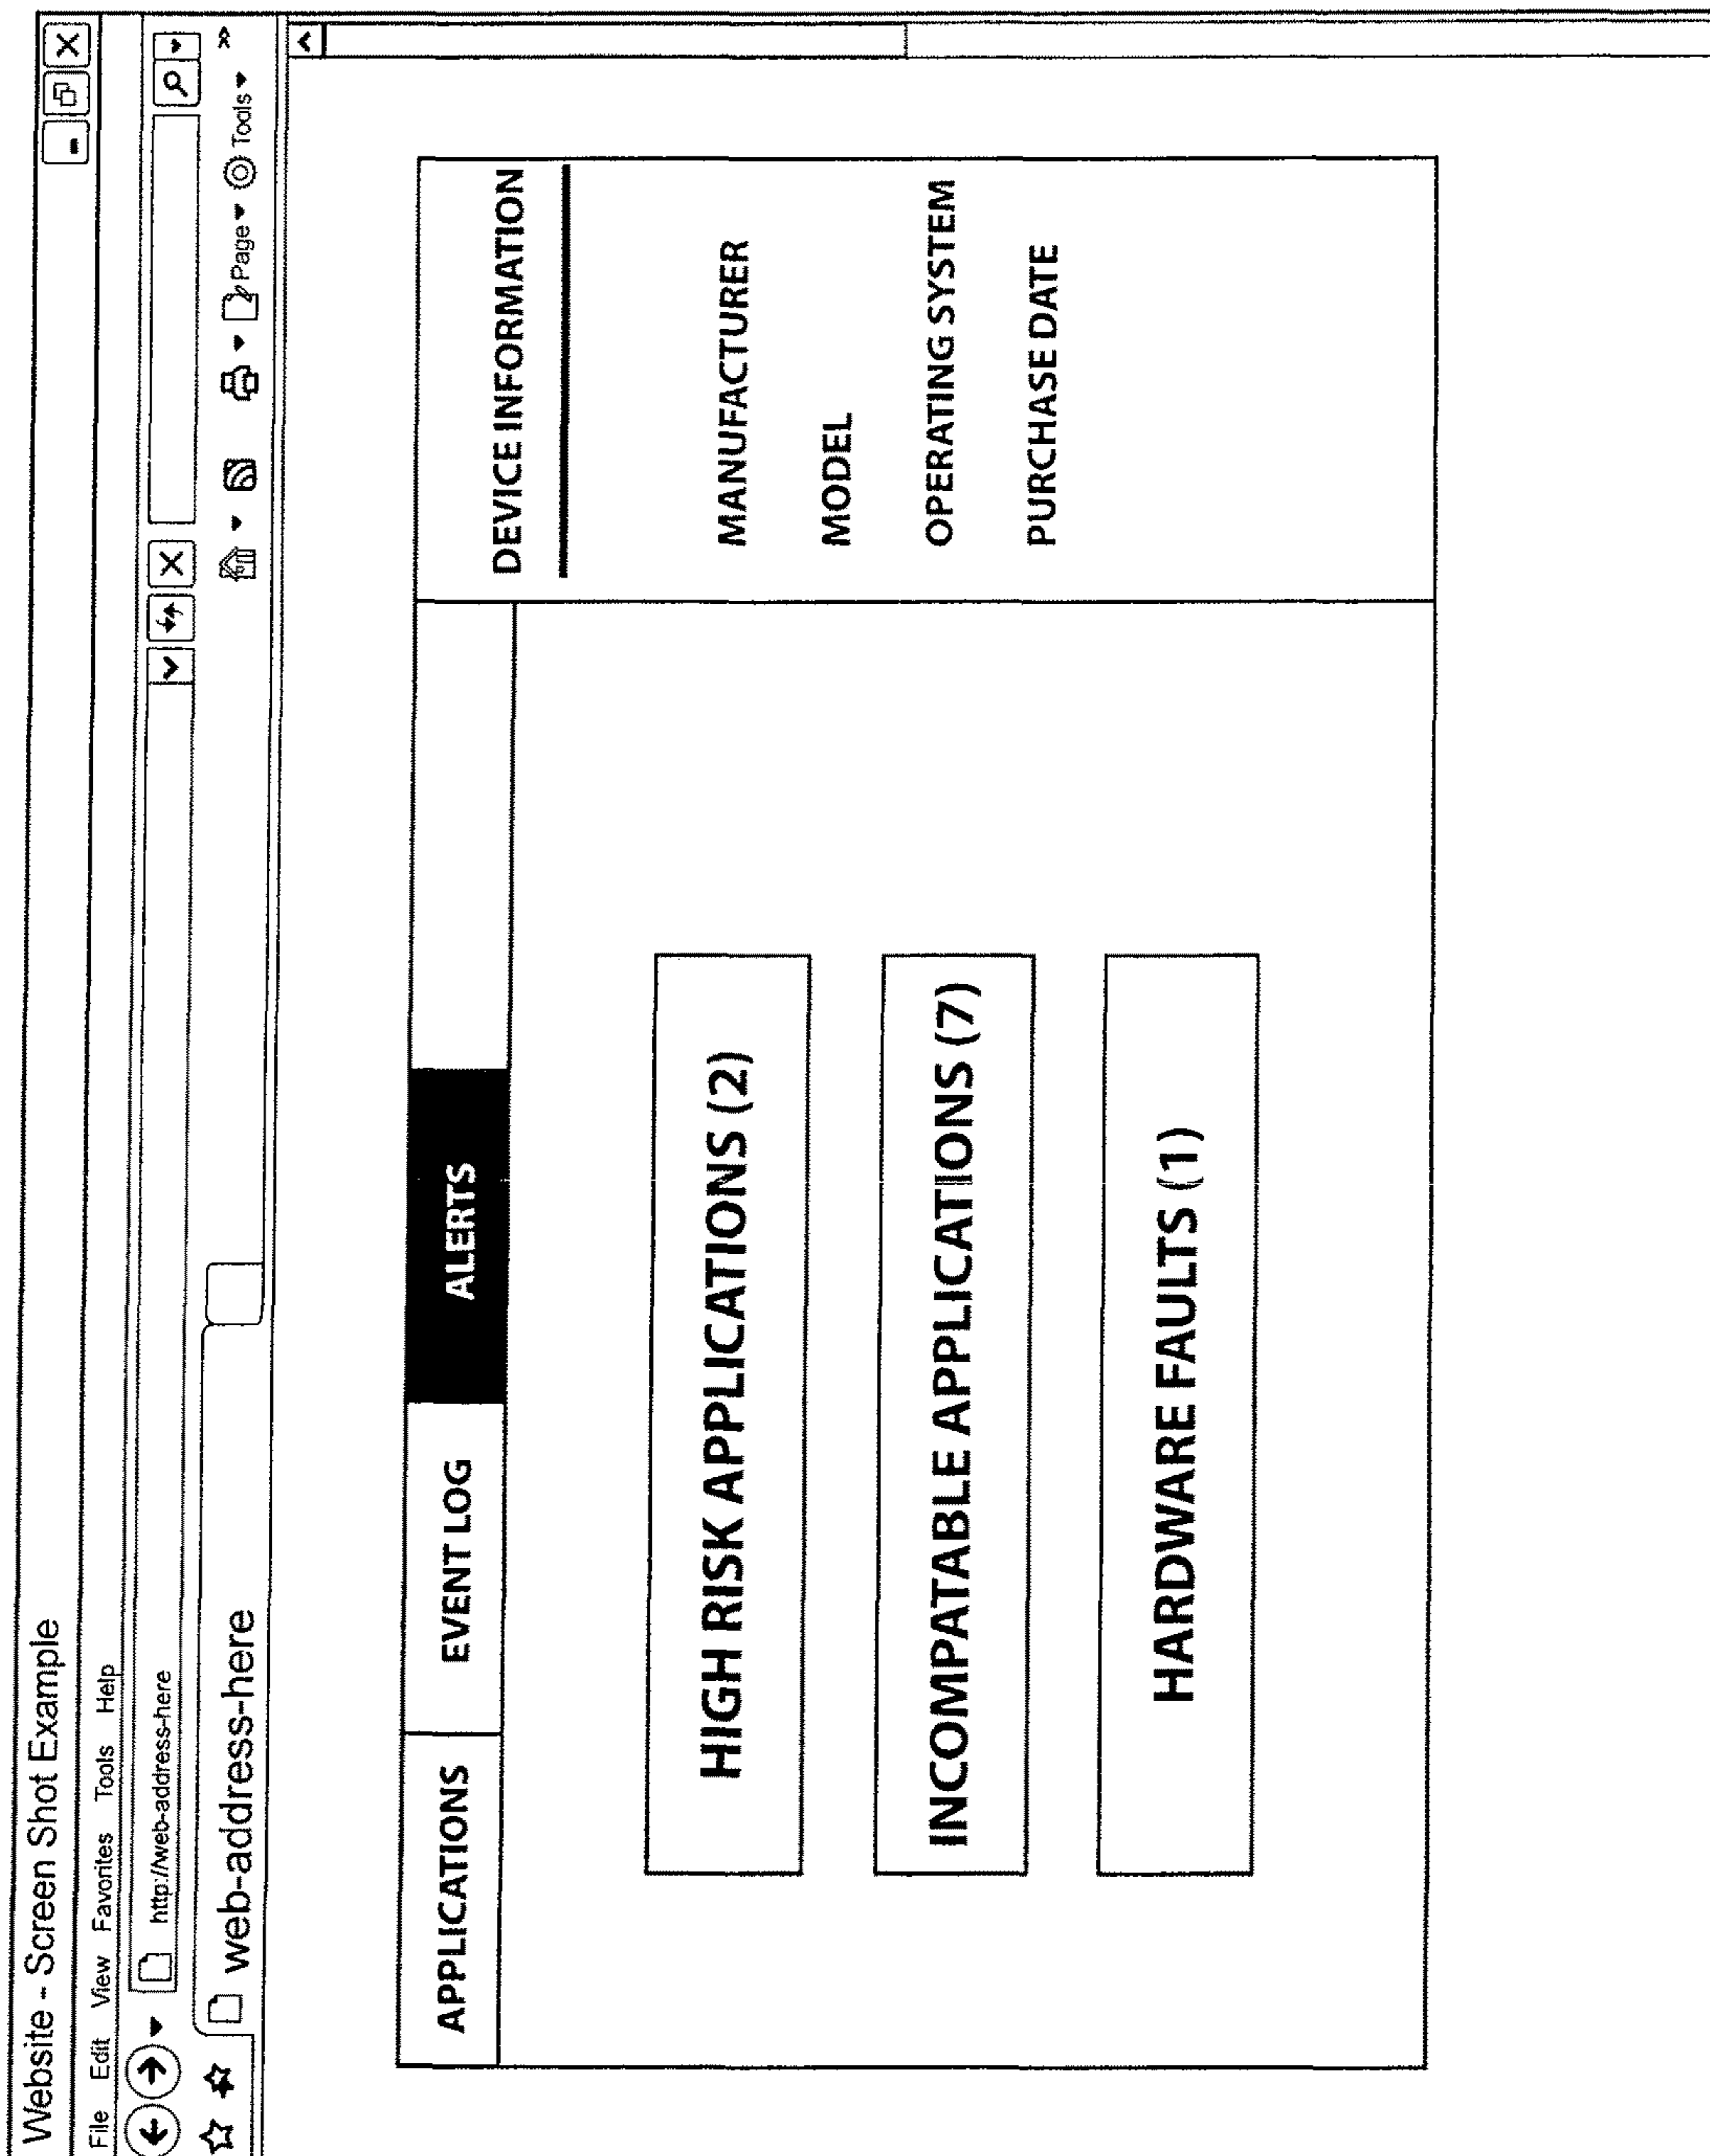 Website - Screen Shot Example
File Edit View Favorites Tools Help
http://web-address-here
web-address-here
Page Tools
APPLICATIONS EVENT LOG ALERTS
DEVICE INFORMATION
HIGH RISK APPLICATIONS (2)
INCOMPATABLE APPLICATIONS (7)
HARDWARE FAULTS (1)
MANUFACTURER
MODEL
OPERATING SYSTEM
PURCHASE DATE